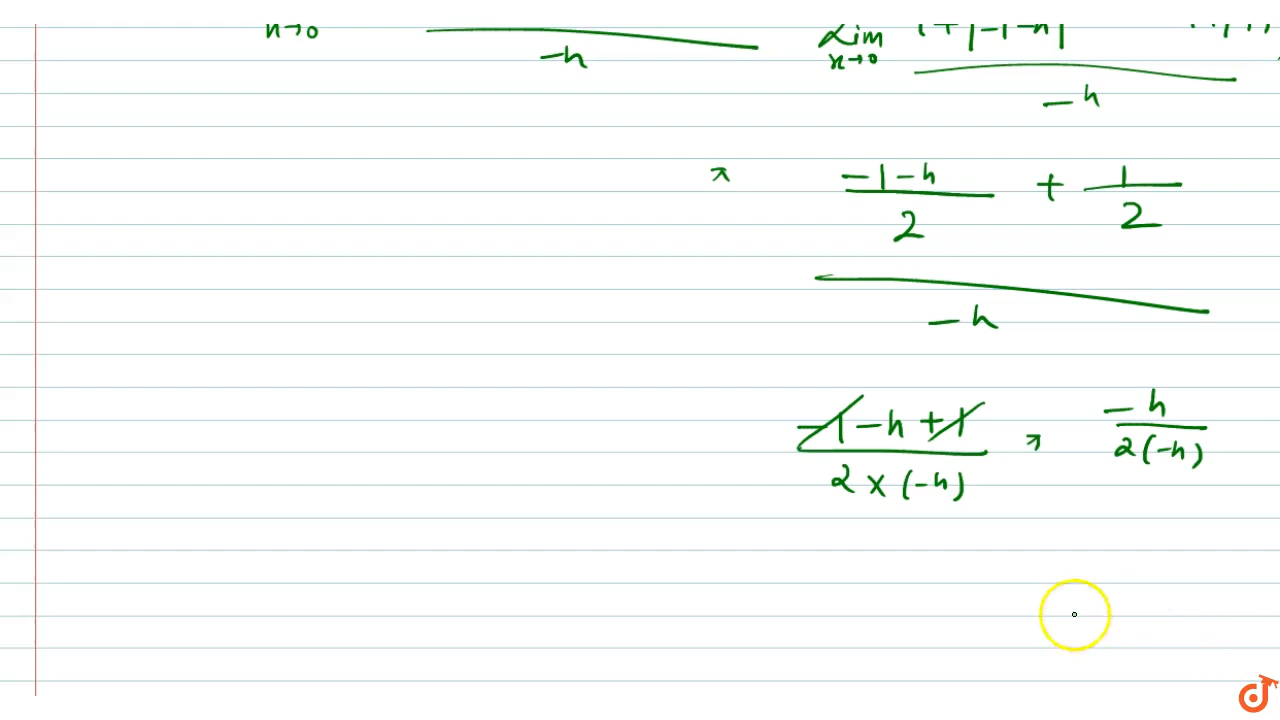 n→0
-h
Lim
x→0
-h
-1-h / 2 + 1 / 2
-h
-1-h+1 / 2×(-h)
-h / 2(-h)